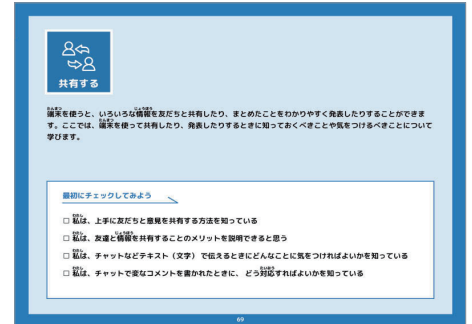 共有する
端末を使うと、いろいろな情報を友だちと共有したり、まとめたことをわかりやすく発表したりすることができま
す。ここでは、端末を使って共有したり、発表したりするときに知っておくべきことや気をつけるべきことについて
学びます。
最初にチェックしてみよう
□ 私は、上手に友だちと意見を共有する方法を知っている
□ 私は、友達と情報を共有することのメリットを説明できると思う
□ 私は、チャットなどテキスト（文字）で伝えるときにどんなことに気をつければよいかを知っている
□ 私は、チャットで変なコメントを書かれたときに、どう対応すればよいかを知っている
69